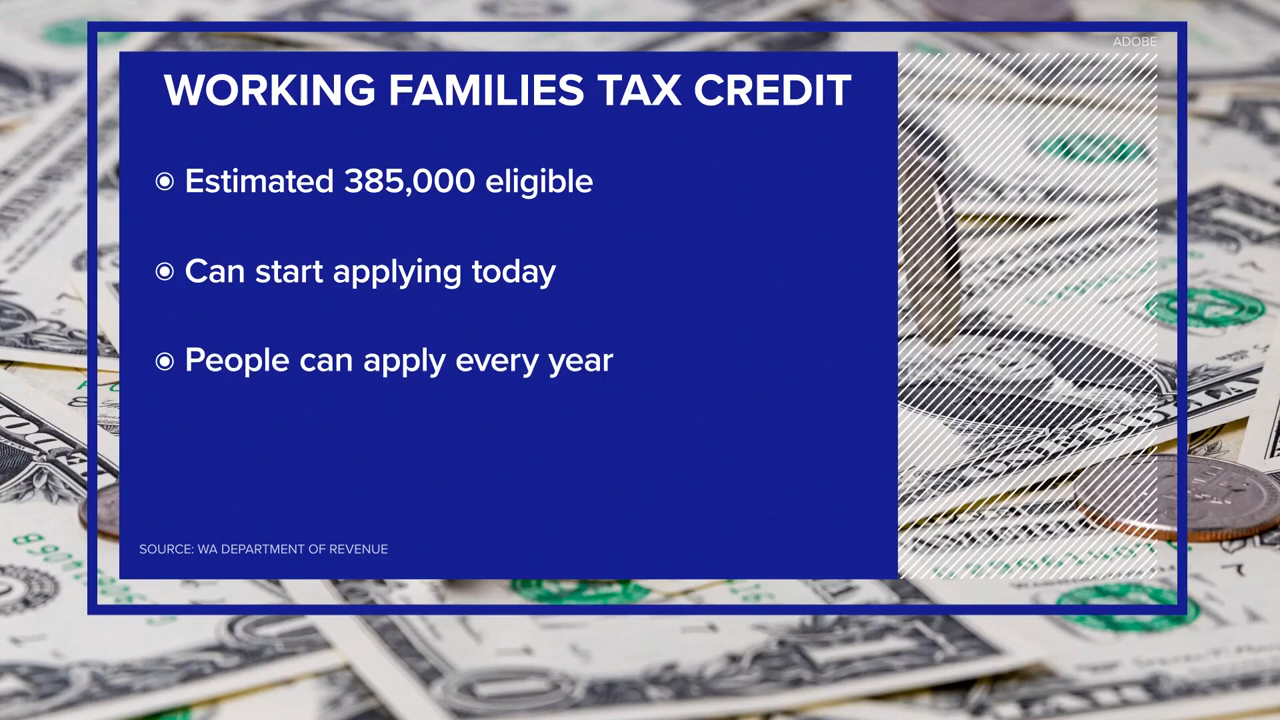 ADOBE
WORKING FAMILIES TAX CREDIT
◉ Estimated 385,000 eligible
◉ Can start applying today
◉ People can apply every year
SOURCE: WA DEPARTMENT OF REVENUE